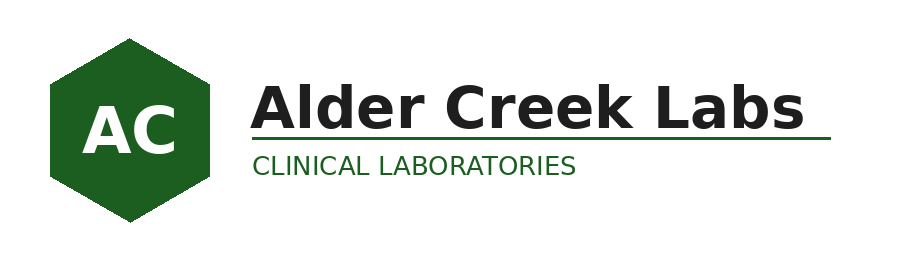 AC
Alder Creek Labs
CLINICAL LABORATORIES